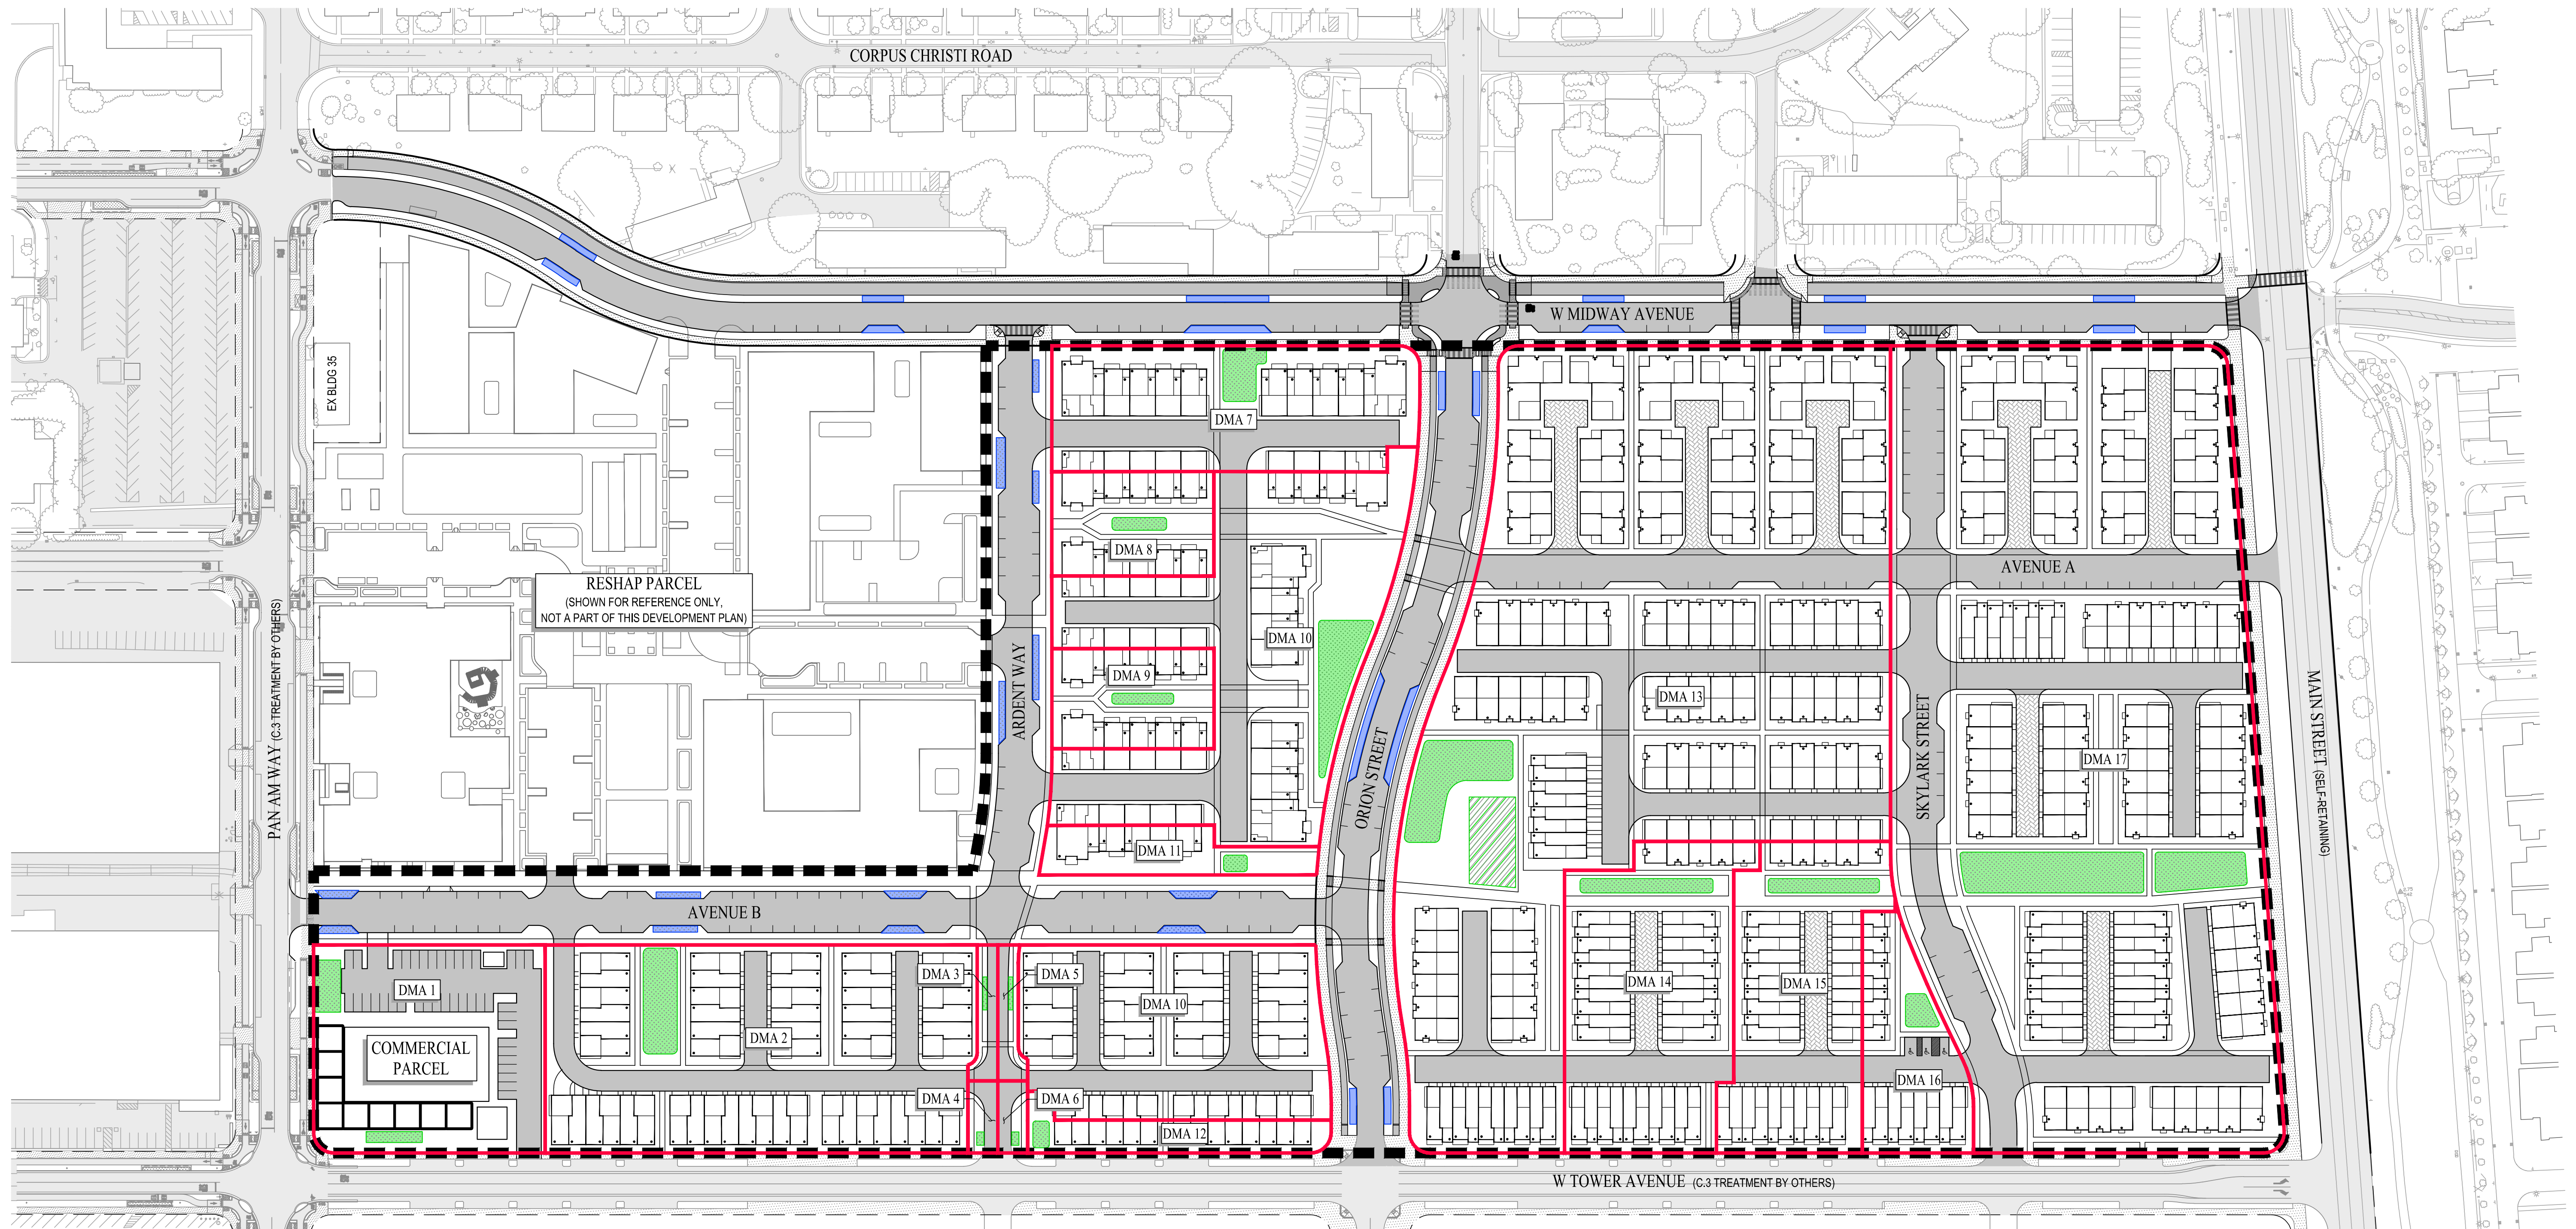 CORPUS CHRISTI ROAD
W MIDWAY AVENUE
EX BLDG 35
DMA 7
DMA 8
RESHAP PARCEL
(SHOWN FOR REFERENCE ONLY,
NOT A PART OF THIS DEVELOPMENT PLAN)
AVENUE A
PAN AM WAY (C.3 TREATMENT BY OTHERS)
ARDENT WAY
DMA 10
DMA 9
DMA 13
ORION STREET
SKYLARK STREET
DMA 17
MAIN STREET (SELF-RETAINING)
DMA 11
AVENUE B
DMA 1
DMA 3
DMA 5
DMA 10
DMA 2
DMA 14
DMA 15
COMMERCIAL
PARCEL
DMA 4
DMA 6
DMA 16
DMA 12
W TOWER AVENUE (C.3 TREATMENT BY OTHERS)